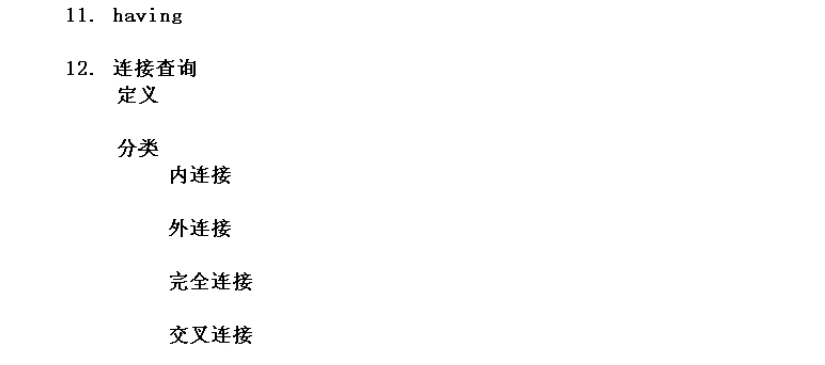 11. having
12. 连接查询
定义
分类
内连接
外连接
完全连接
交叉连接